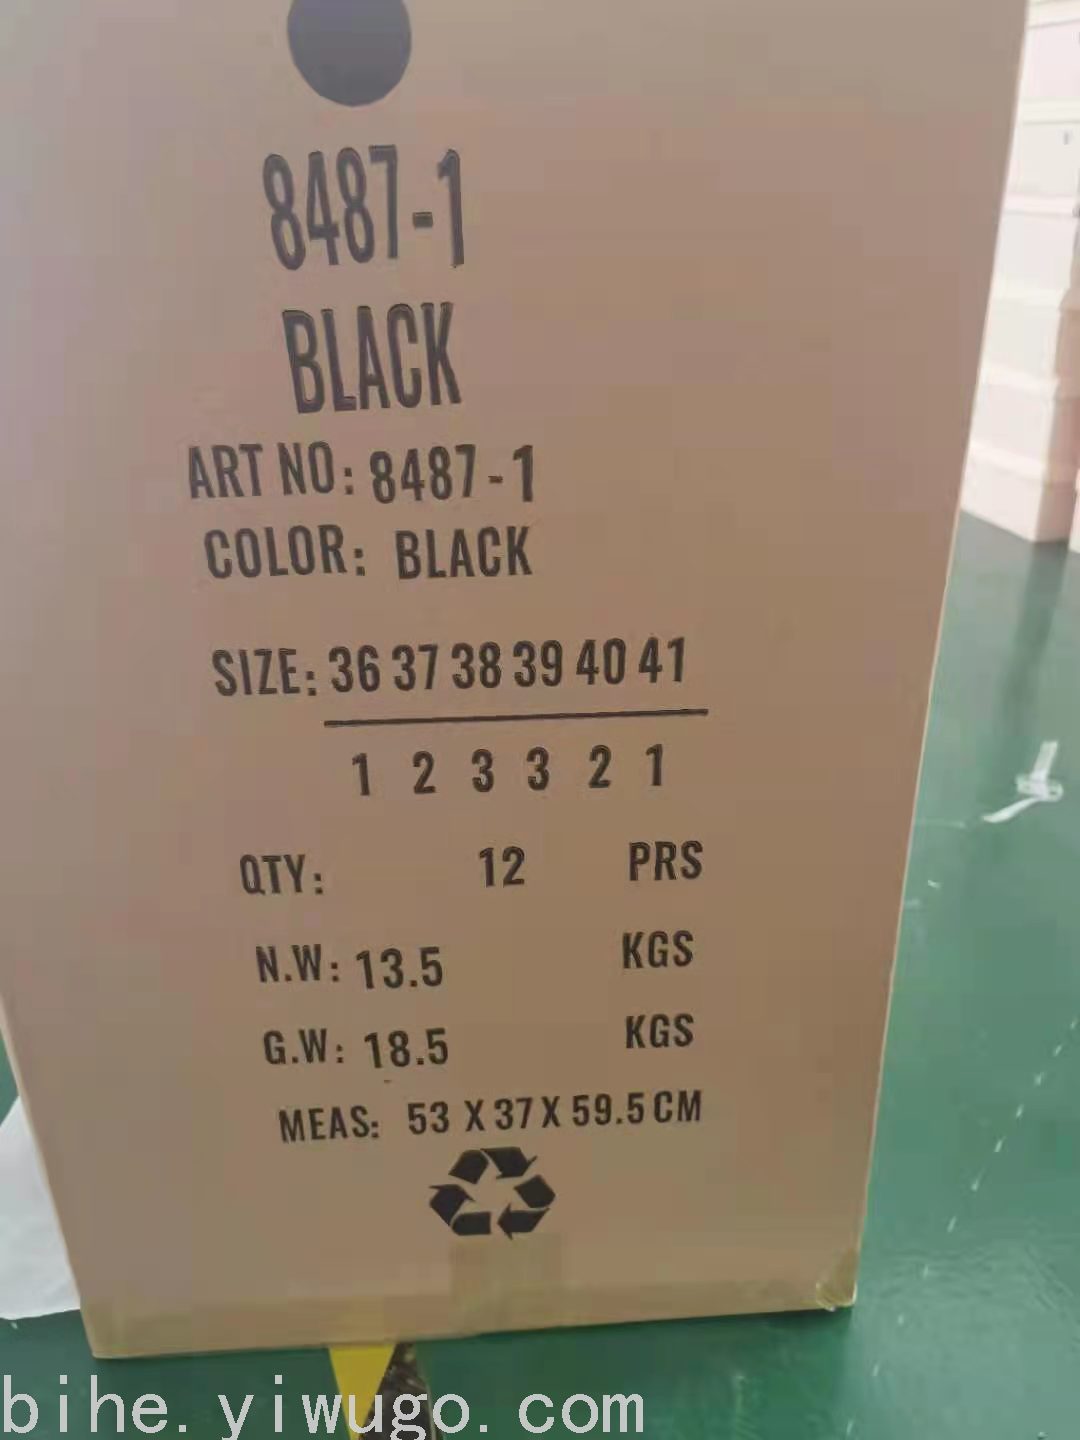 8487-1
BLACK
ART NO: 8487-1
COLOR: BLACK
SIZE: 36 37 38 39 40 41
1 2 3 3 2 1
QTY: 12 PRS
N.W: 13.5 KGS
G.W: 18.5 KGS
MEAS: 53 X 37 X 59.5 CM
bihe.yiwugo.com